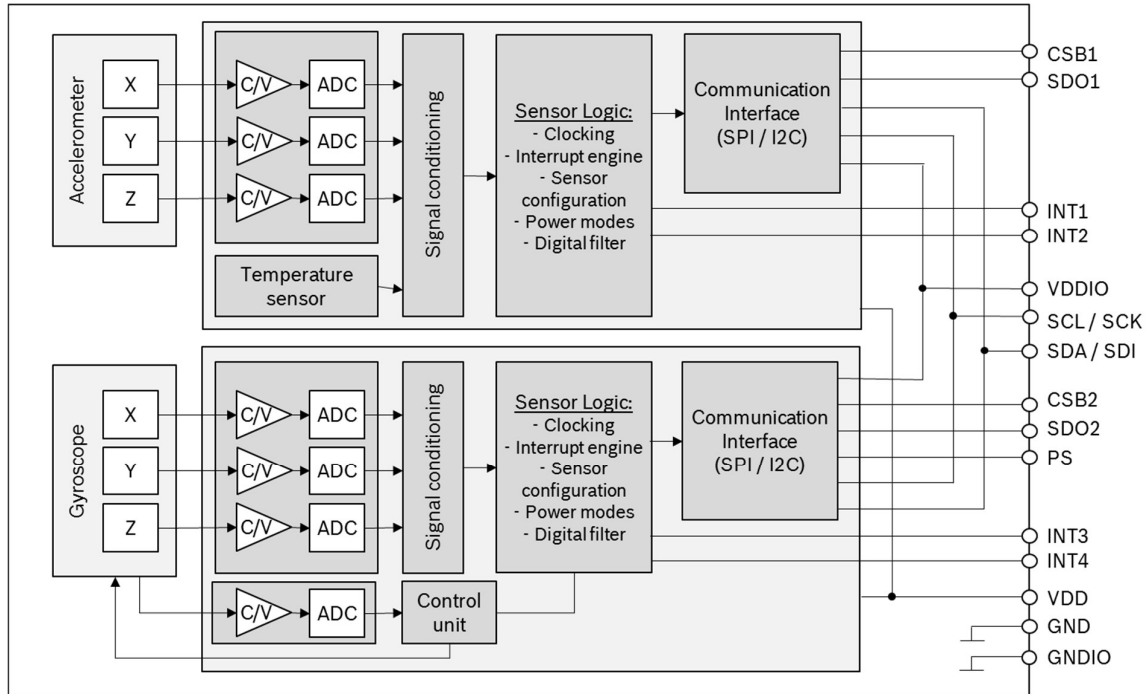 Accelerometer
X
Y
Z
C/V
ADC
C/V
ADC
C/V
ADC
Temperature
sensor
Signal conditioning
Sensor Logic:
- Clocking
- Interrupt engine
- Sensor
configuration
- Power modes
- Digital filter
Communication
Interface
(SPI / I2C)
Gyroscope
X
Y
Z
C/V
ADC
C/V
ADC
C/V
ADC
C/V
ADC
Signal conditioning
Control
unit
Sensor Logic:
- Clocking
- Interrupt engine
- Sensor
configuration
- Power modes
- Digital filter
Communication
Interface
(SPI / I2C)
CSB1
SDO1
INT1
INT2
VDDIO
SCL / SCK
SDA / SDI
CSB2
SDO2
PS
INT3
INT4
VDD
GND
GNDIO